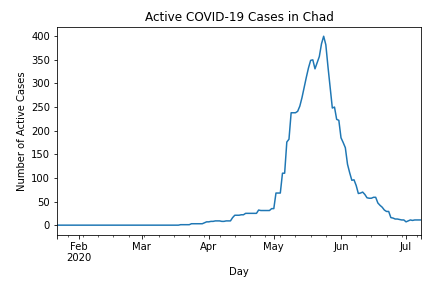 Active COVID-19 Cases in Chad
Number of Active Cases
400
350
300
250
200
150
100
50
0
Feb Mar Apr May Jun Jul
2020
Day